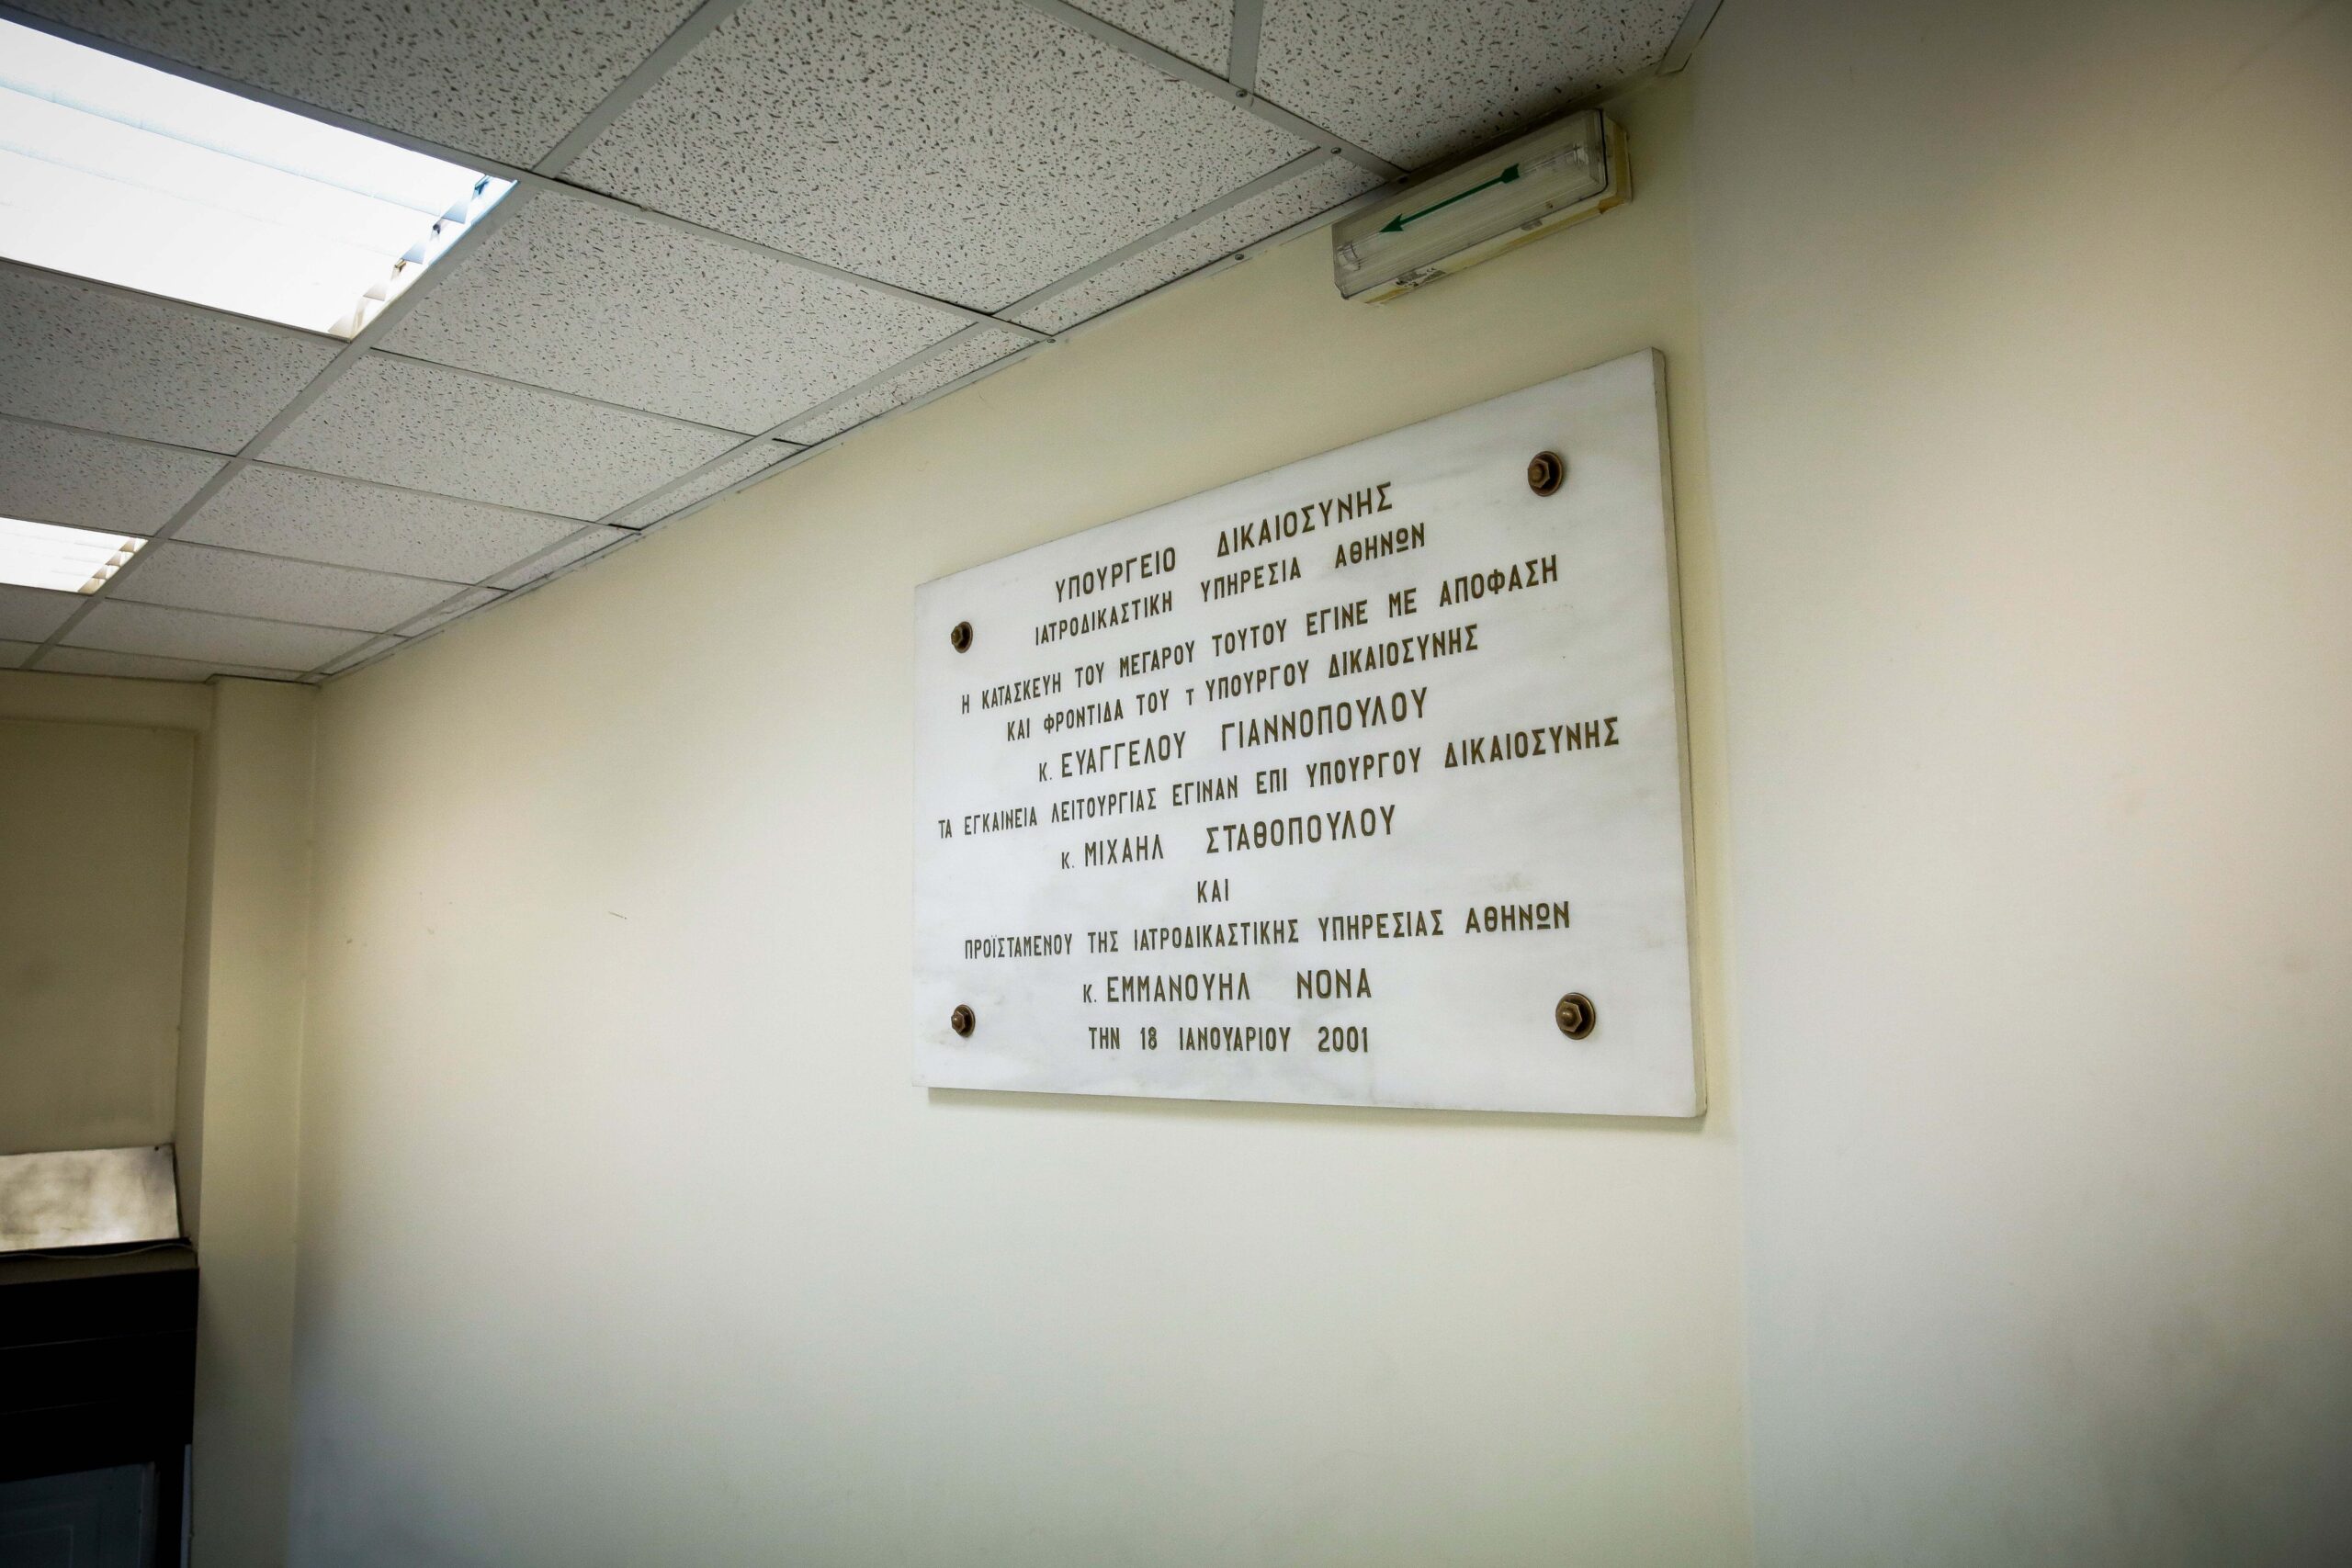 ΥΠΟΥΡΓΕΙΟ ΔΙΚΑΙΟΣΥΝΗΣ
ΙΑΤΡΟΔΙΚΑΣΤΙΚΗ ΥΠΗΡΕΣΙΑ ΑΘΗΝΩΝ
Η ΚΑΤΑΣΚΕΥΗ ΤΟΥ ΜΕΓΑΡΟΥ ΤΟΥΤΟΥ ΕΓΙΝΕ ΜΕ ΑΠΟΦΑΣΗ
ΚΑΙ ΦΡΟΝΤΙΔΑ ΤΟΥ τ ΥΠΟΥΡΓΟΥ ΔΙΚΑΙΟΣΥΝΗΣ
κ. ΕΥΑΓΓΕΛΟΥ ΓΙΑΝΝΟΠΟΥΛΟΥ
ΤΑ ΕΓΚΑΙΝΕΙΑ ΛΕΙΤΟΥΡΓΙΑΣ ΕΓΙΝΑΝ ΕΠΙ ΥΠΟΥΡΓΟΥ ΔΙΚΑΙΟΣΥΝΗΣ
κ. ΜΙΧΑΗΛ ΣΤΑΘΟΠΟΥΛΟΥ
ΚΑΙ
ΠΡΟΪΣΤΑΜΕΝΟΥ ΤΗΣ ΙΑΤΡΟΔΙΚΑΣΤΙΚΗΣ ΥΠΗΡΕΣΙΑΣ ΑΘΗΝΩΝ
κ. ΕΜΜΑΝΟΥΗΛ ΝΟΝΑ
ΤΗΝ 18 ΙΑΝΟΥΑΡΙΟΥ 2001